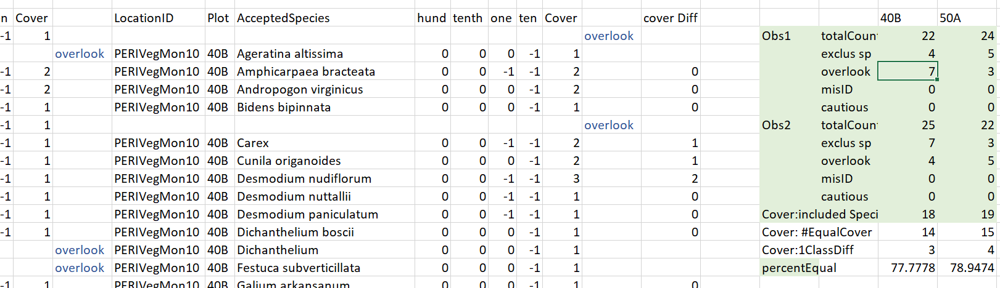 n Cover LocationID Plot AcceptedSpecies hund tenth one ten Cover cover Diff 40B 50A
-1 1 overlook Obs1 totalCount 22 24
overlook PERIVegMon10 40B Ageratina altissima 0 0 0 -1 1 exclus sp 4 5
-1 2 PERIVegMon10 40B Amphicarpaea bracteata 0 0 -1 -1 2 0 overlook 7 3
-1 2 PERIVegMon10 40B Andropogon virginicus 0 0 0 -1 2 0 misID 0 0
-1 1 PERIVegMon10 40B Bidens bipinnata 0 0 0 -1 1 0 cautious 0 0
-1 1 overlook Obs2 totalCount 25 22
-1 1 PERIVegMon10 40B Carex 0 0 -1 -1 2 1 exclus sp 7 3
-1 1 PERIVegMon10 40B Cunila origanoides 0 0 0 -1 2 1 overlook 4 5
-1 1 PERIVegMon10 40B Desmodium nudiflorum 0 0 -1 -1 3 2 misID 0 0
-1 1 PERIVegMon10 40B Desmodium nuttallii 0 0 -1 -1 1 0 cautious 0 0
-1 1 PERIVegMon10 40B Desmodium paniculatum 0 0 -1 -1 1 0 Cover:included Speci 18 19
-1 1 PERIVegMon10 40B Dichanthelium boscii 0 0 0 -1 1 0 Cover: #EqualCover 14 15
overlook PERIVegMon10 40B Dichanthelium 0 0 0 -1 1 Cover:1ClassDiff 3 4
overlook PERIVegMon10 40B Festuca subverticillata 0 0 0 -1 1 percentEqual 77.7778 78.9474
-1 1 PERIVegMon10 40B Galium arkansanum 0 0 0 -1 1 0